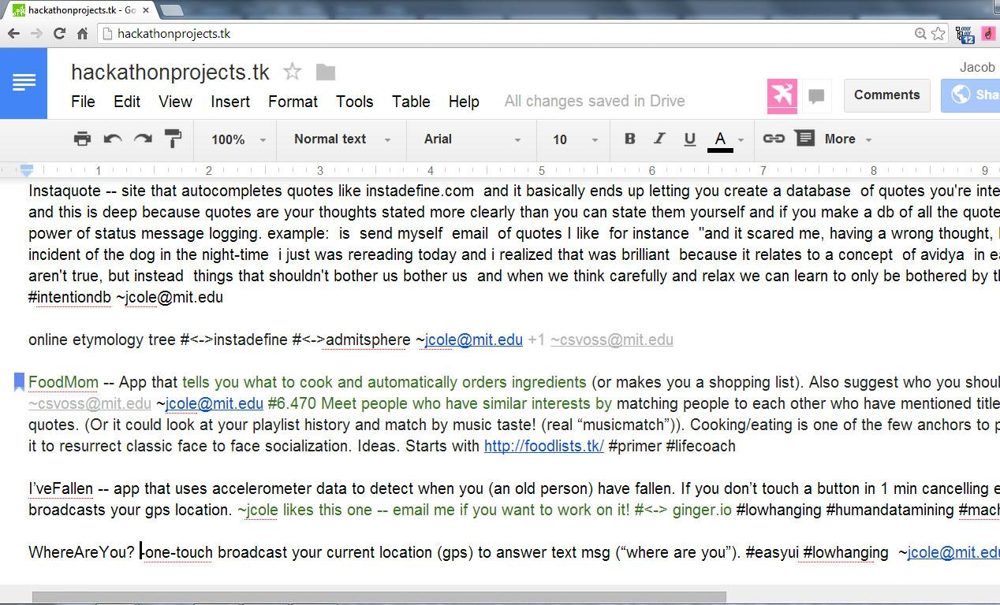 hackathonprojects.tk - Go
hackathonprojects.tk
12
hackathonprojects.tk
Jacob
File Edit View Insert Format Tools Table Help All changes saved in Drive
Comments
Sha
100% Normal text Arial 10 B I U A More
1 2 3 4 5 6 7 8 9
Instaquote -- site that autocompletes quotes like instadefine.com and it basically ends up letting you create a database of quotes you're inte
and this is deep because quotes are your thoughts stated more clearly than you can state them yourself and if you make a db of all the quote
power of status message logging. example: is send myself email of quotes I like for instance "and it scared me, having a wrong thought,
incident of the dog in the night-time i just was rereading today and i realized that was brilliant because it relates to a concept of avidya in ea
aren't true, but instead things that shouldn't bother us bother us and when we think carefully and relax we can learn to only be bothered by th
#intentiondb ~jcole@mit.edu
online etymology tree #<->instadefine #<->admitsphere ~jcole@mit.edu +1 ~csvoss@mit.edu
FoodMom -- App that tells you what to cook and automatically orders ingredients (or makes you a shopping list). Also suggest who you shoul
~csvoss@mit.edu ~jcole@mit.edu #6.470 Meet people who have similar interests by matching people to each other who have mentioned title
quotes. (Or it could look at your playlist history and match by music taste! (real “musicmatch”)). Cooking/eating is one of the few anchors to p
it to resurrect classic face to face socialization. Ideas. Starts with http://foodlists.tk/ #primer #lifecoach
I’veFallen -- app that uses accelerometer data to detect when you (an old person) have fallen. If you don’t touch a button in 1 min cancelling e
broadcasts your gps location. ~jcole likes this one -- email me if you want to work on it! #<-> ginger.io #lowhanging #humandatamining #mach
WhereAreYou? -one-touch broadcast your current location (gps) to answer text msg (“where are you”). #easyui #lowhanging ~jcole@mit.edu